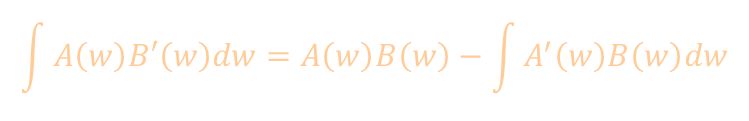 ∫ A(w)B′(w)dw = A(w)B(w) − ∫ A′(w)B(w)dw